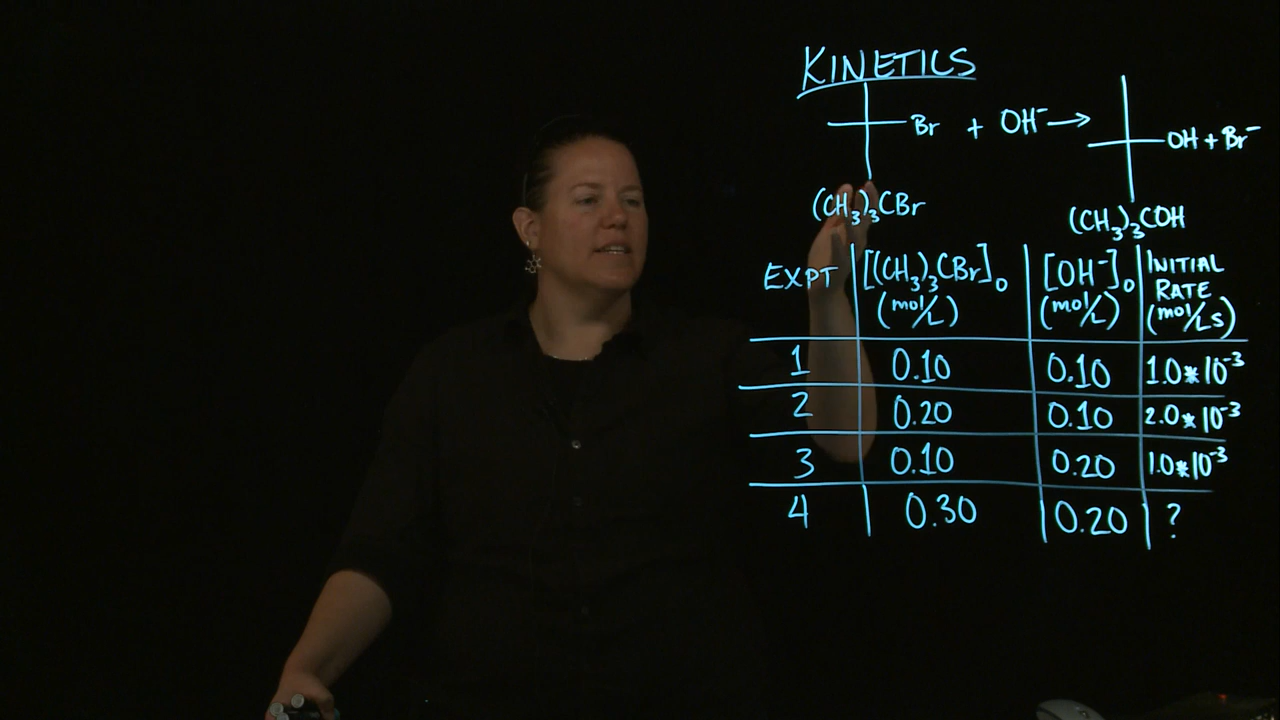 KINETICS
Br + OH⁻ → OH + Br⁻
(CH₃)₃CBr (CH₃)₃COH
EXPT [(CH₃)₃CBr]₀ (mol/L) [OH⁻]₀ (mol/L) INITIAL RATE (mol/Ls)
1 0.10 0.10 1.0*10⁻³
2 0.20 0.10 2.0*10⁻³
3 0.10 0.20 1.0*10⁻³
4 0.30 0.20 ?